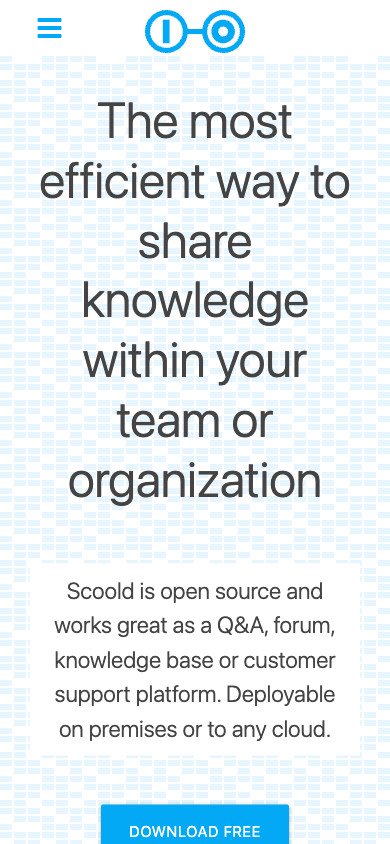 The most
efficient way to
share
knowledge
within your
team or
organization
Scoold is open source and
works great as a Q&A, forum,
knowledge base or customer
support platform. Deployable
on premises or to any cloud.
DOWNLOAD FREE